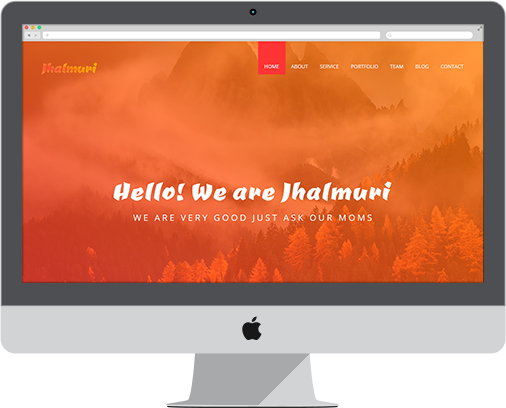 Jhalmuri
HOME ABOUT SERVICE PORTFOLIO TEAM BLOG CONTACT
Hello! We are Jhalmuri
WE ARE VERY GOOD JUST ASK OUR MOMS